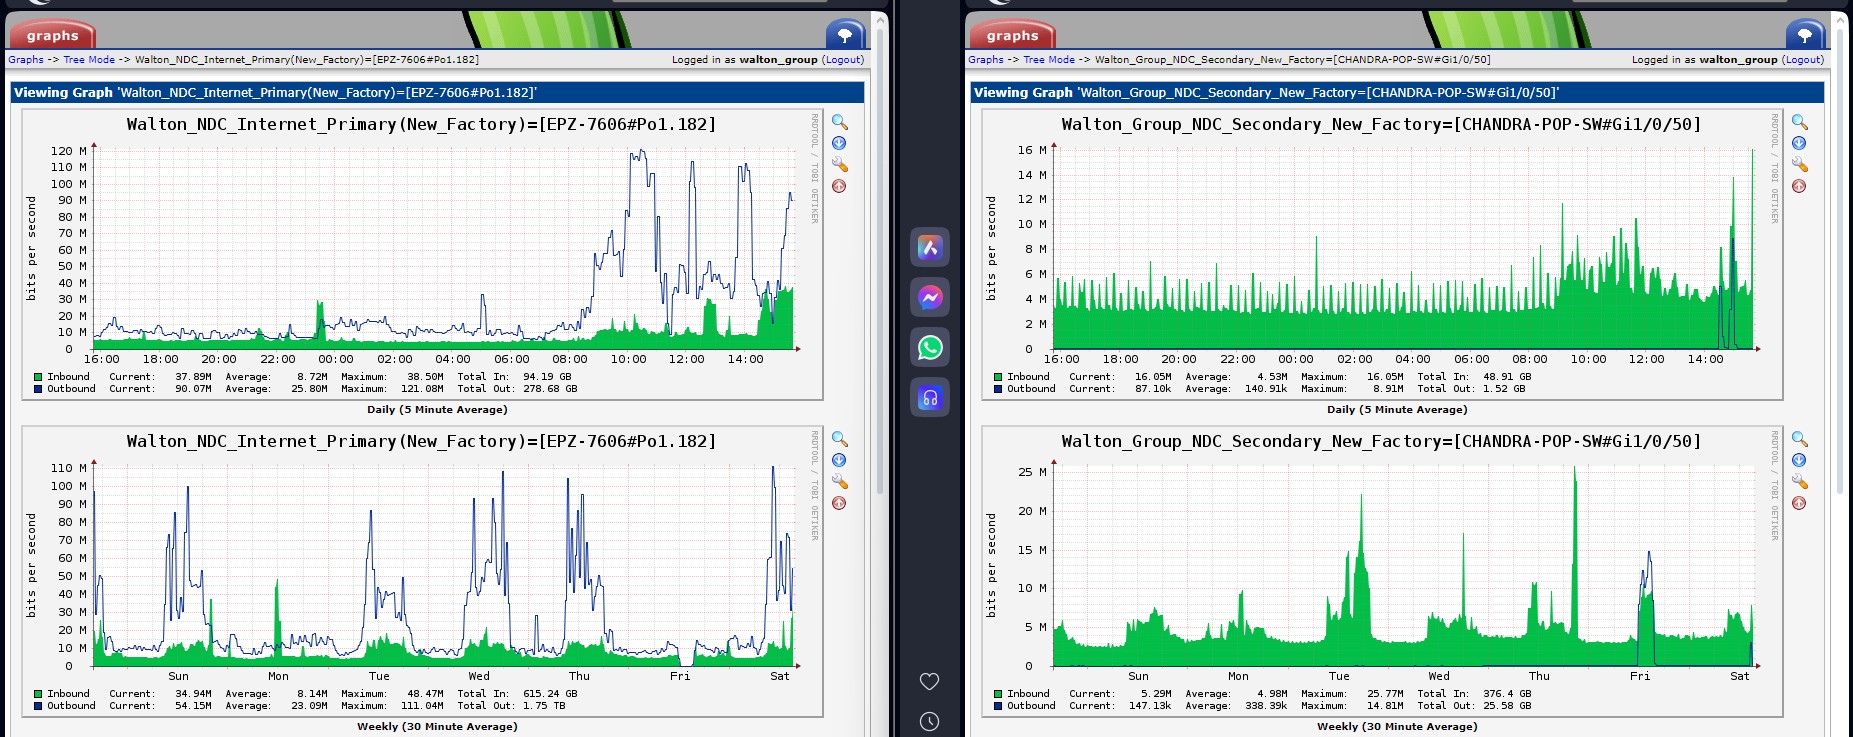 graphs
Graphs -> Tree Mode -> Walton_NDC_Internet_Primary(New_Factory)=[EPZ-7606#Po1.182]
Logged in as walton_group (Logout)
Viewing Graph 'Walton_NDC_Internet_Primary(New_Factory)=[EPZ-7606#Po1.182]'
Walton_NDC_Internet_Primary(New_Factory)=[EPZ-7606#Po1.182]
RRDTOOL / TOBI OETIKER
bits per second
120 M
110 M
100 M
90 M
80 M
70 M
60 M
50 M
40 M
30 M
20 M
10 M
0
16:00 18:00 20:00 22:00 00:00 02:00 04:00 06:00 08:00 10:00 12:00 14:00
Inbound Current: 37.89M Average: 8.72M Maximum: 38.50M Total In: 94.19 GB
Outbound Current: 90.07M Average: 25.80M Maximum: 121.08M Total Out: 278.68 GB
Daily (5 Minute Average)
Walton_NDC_Internet_Primary(New_Factory)=[EPZ-7606#Po1.182]
RRDTOOL / TOBI OETIKER
bits per second
110 M
100 M
90 M
80 M
70 M
60 M
50 M
40 M
30 M
20 M
10 M
0
Sun Mon Tue Wed Thu Fri Sat
Inbound Current: 34.94M Average: 8.14M Maximum: 48.47M Total In: 615.24 GB
Outbound Current: 54.15M Average: 23.09M Maximum: 111.04M Total Out: 1.75 TB
Weekly (30 Minute Average)
graphs
Graphs -> Tree Mode -> Walton_Group_NDC_Secondary_New_Factory=[CHANDRA-POP-SW#Gi1/0/50]
Logged in as walton_group (Logout)
Viewing Graph 'Walton_Group_NDC_Secondary_New_Factory=[CHANDRA-POP-SW#Gi1/0/50]'
Walton_Group_NDC_Secondary_New_Factory=[CHANDRA-POP-SW#Gi1/0/50]
RRDTOOL / TOBI OETIKER
bits per second
16 M
14 M
12 M
10 M
8 M
6 M
4 M
2 M
0
16:00 18:00 20:00 22:00 00:00 02:00 04:00 06:00 08:00 10:00 12:00 14:00
Inbound Current: 16.05M Average: 4.53M Maximum: 16.05M Total In: 48.91 GB
Outbound Current: 87.10k Average: 140.91k Maximum: 8.91M Total Out: 1.52 GB
Daily (5 Minute Average)
Walton_Group_NDC_Secondary_New_Factory=[CHANDRA-POP-SW#Gi1/0/50]
RRDTOOL / TOBI OETIKER
bits per second
25 M
20 M
15 M
10 M
5 M
0
Sun Mon Tue Wed Thu Fri Sat
Inbound Current: 5.29M Average: 4.98M Maximum: 25.77M Total In: 376.4 GB
Outbound Current: 147.13k Average: 338.39k Maximum: 14.81M Total Out: 25.58 GB
Weekly (30 Minute Average)